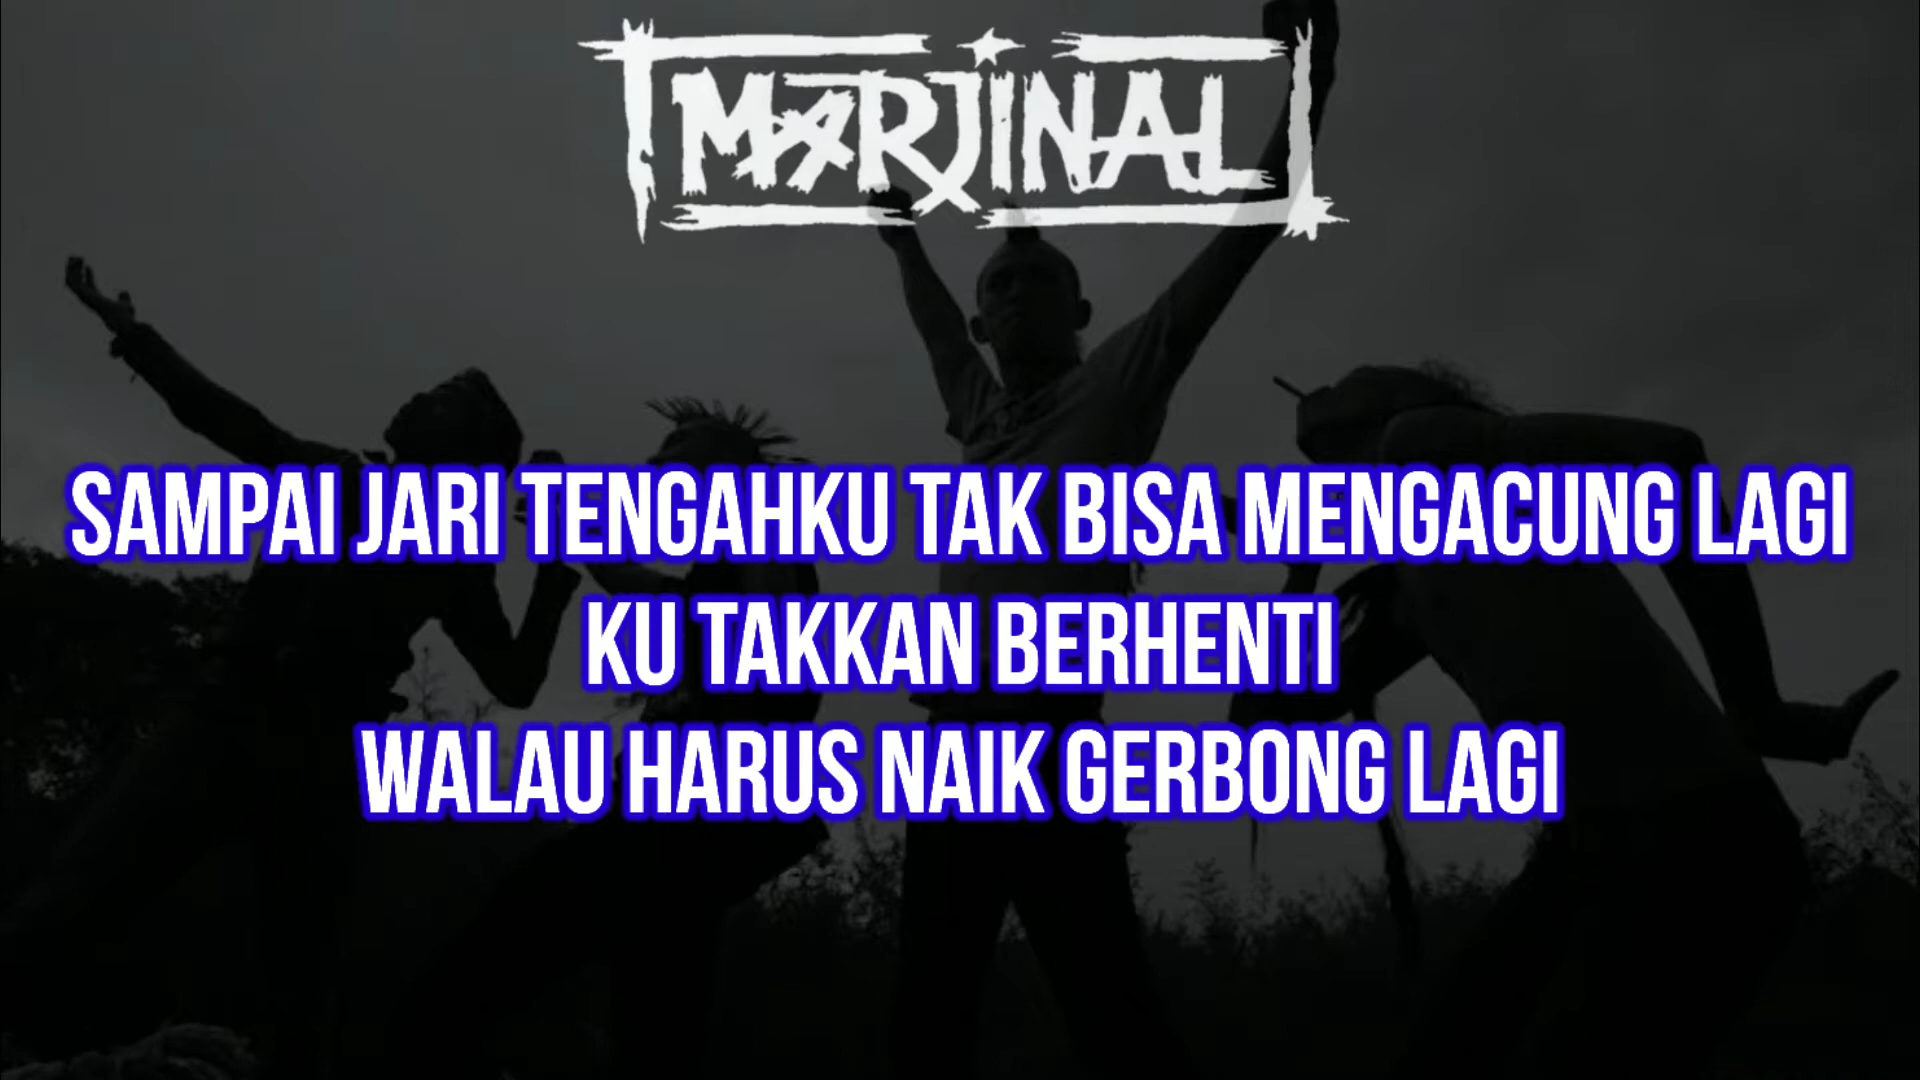 MARJINAL
SAMPAI JARI TENGAHKU TAK BISA MENGACUNG LAGI
KU TAKKAN BERHENTI
WALAU HARUS NAIK GERBONG LAGI